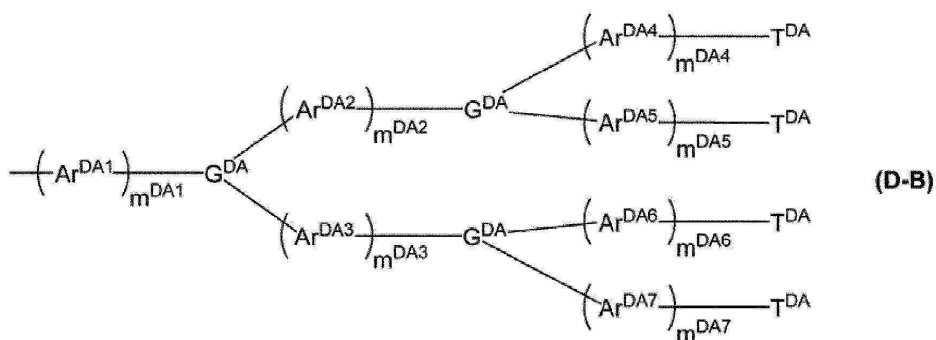 (Ar^DA4)m^DA4 T^DA
(Ar^DA2)m^DA2 G^DA (Ar^DA5)m^DA5 T^DA
(Ar^DA1)m^DA1 G^DA (D-B)
(Ar^DA3)m^DA3 G^DA (Ar^DA6)m^DA6 T^DA
(Ar^DA7)m^DA7 T^DA